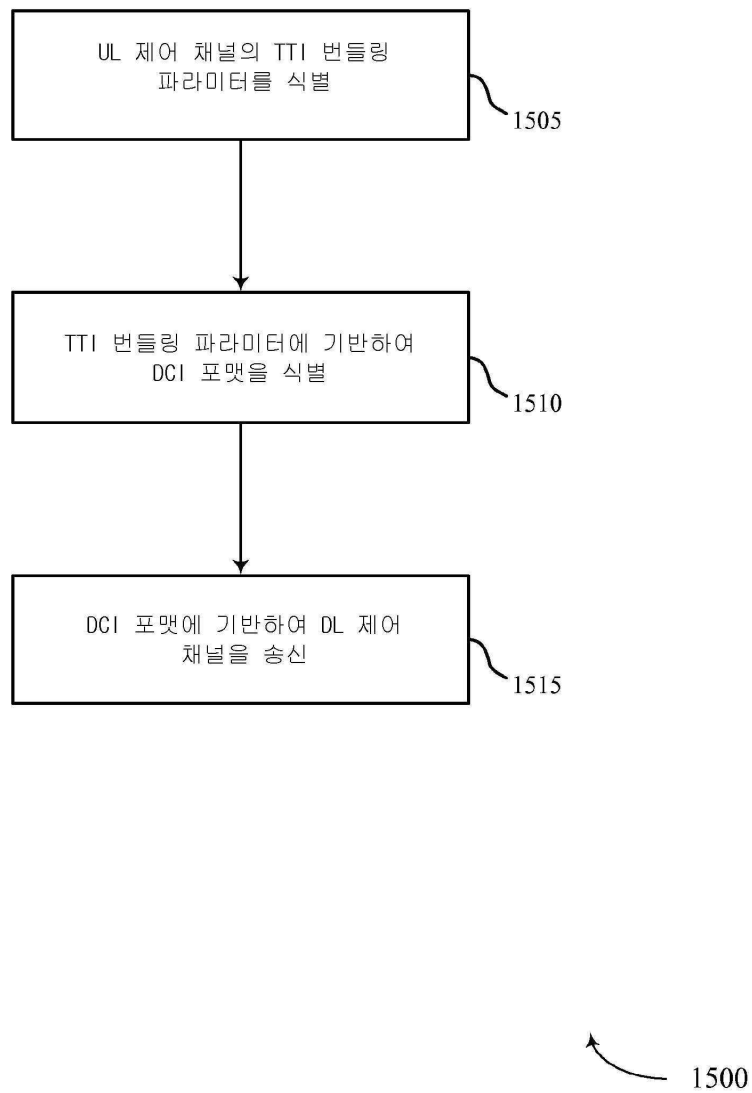 UL 제어 채널의 TTI 번들링
파라미터를 식별
1505
TTI 번들링 파라미터에 기반하여
DCI 포맷을 식별
1510
DCI 포맷에 기반하여 DL 제어
채널을 송신
1515
1500